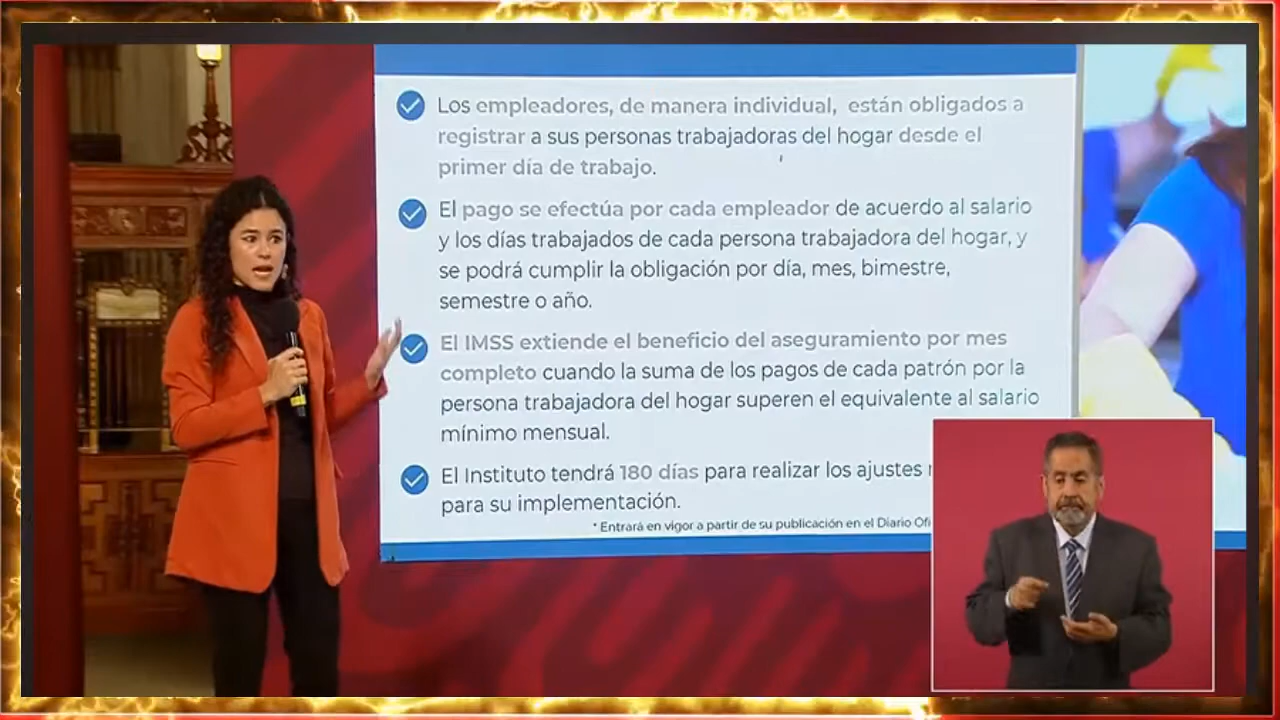 Los empleadores, de manera individual, están obligados a
registrar a sus personas trabajadoras del hogar desde el
primer día de trabajo.
El pago se efectúa por cada empleador de acuerdo al salario
y los días trabajados de cada persona trabajadora del hogar, y
se podrá cumplir la obligación por día, mes, bimestre,
semestre o año.
El IMSS extiende el beneficio del aseguramiento por mes
completo cuando la suma de los pagos de cada patrón por la
persona trabajadora del hogar superen el equivalente al salario
mínimo mensual.
El Instituto tendrá 180 días para realizar los ajustes
para su implementación.
* Entrará en vigor a partir de su publicación en el Diario